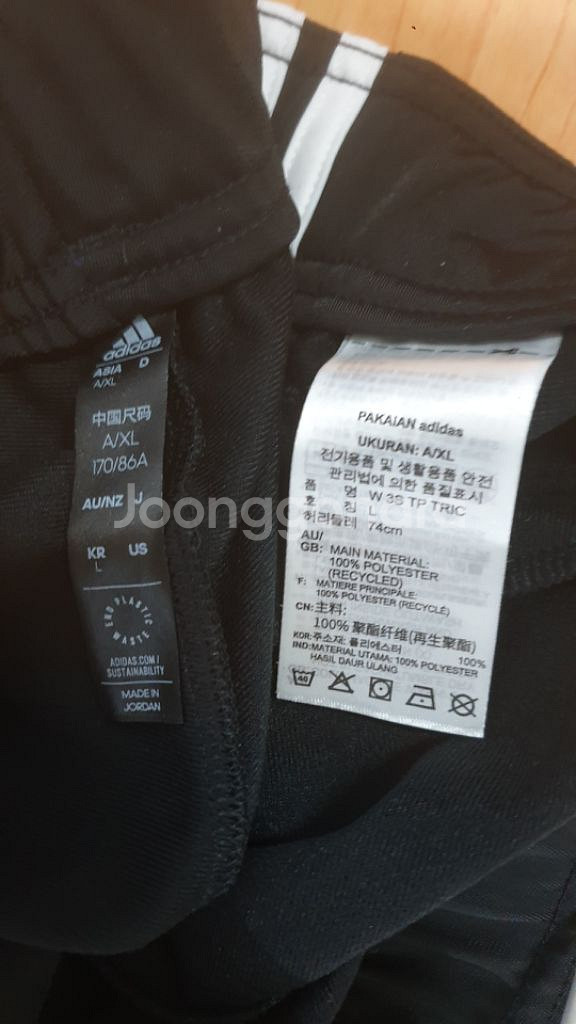 adidas
ASIA D
A/XL
中国尺码
A/XL
170/86A
AU/NZ J
KR US
L
END PLASTIC WASTE
ADIDAS.COM/
SUSTAINABILITY
MADE IN
JORDAN
PAKAIAN adidas
UKURAN: A/XL
전기용품 및 생활용품 안전
관리법에 의한 품질표시
품 명 W 3S TP TRIC
호 칭 L
허리둘레 74cm
AU/
GB: MAIN MATERIAL:
100% POLYESTER
(RECYCLED)
F: MATIERE PRINCIPALE:
100% POLYESTER (RECYCLÉ)
CN: 主料:
100% 聚酯纤维(再生聚酯)
KOR: 주소재: 폴리에스터 100%
IND: MATERIAL UTAMA: 100% POLYESTER
HASIL DAUR ULANG
40